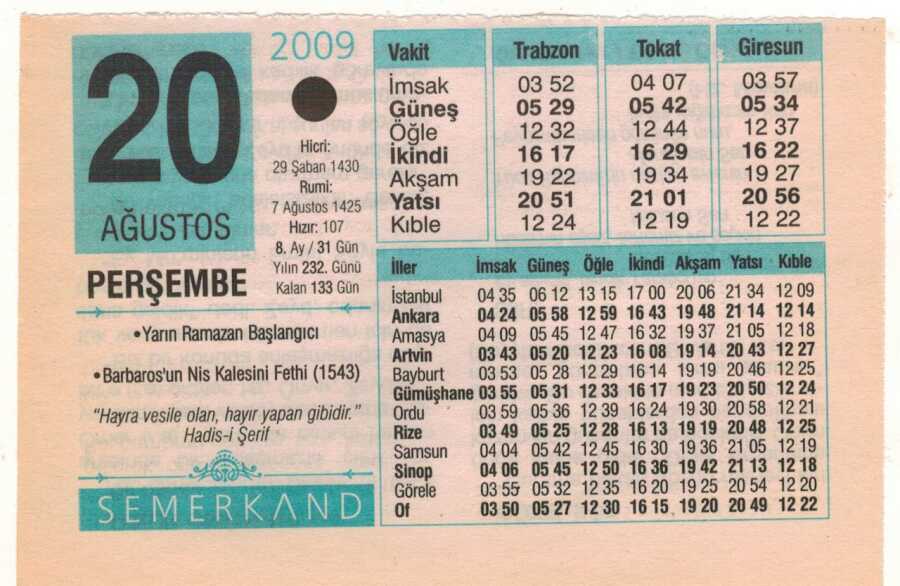 20
AĞUSTOS
PERŞEMBE
2009
Hicri:
29 Şaban 1430
Rumi:
7 Ağustos 1425
Hızır: 107
8. Ay / 31 Gün
Yılın 232. Günü
Kalan 133 Gün
•Yarın Ramazan Başlangıcı
•Barbaros'un Nis Kalesini Fethi (1543)
"Hayra vesile olan, hayır yapan gibidir."
Hadis-i Şerif
SEMERKAND
Vakit Trabzon Tokat Giresun
İmsak 03 52 04 07 03 57
Güneş 05 29 05 42 05 34
Öğle 12 32 12 44 12 37
İkindi 16 17 16 29 16 22
Akşam 19 22 19 34 19 27
Yatsı 20 51 21 01 20 56
Kıble 12 24 12 19 12 22
İller İmsak Güneş Öğle İkindi Akşam Yatsı Kıble
İstanbul 04 35 06 12 13 15 17 00 20 06 21 34 12 09
Ankara 04 24 05 58 12 59 16 43 19 48 21 14 12 14
Amasya 04 09 05 45 12 47 16 32 19 37 21 05 12 18
Artvin 03 43 05 20 12 23 16 08 19 14 20 43 12 27
Bayburt 03 53 05 28 12 29 16 14 19 19 20 46 12 25
Gümüşhane 03 55 05 31 12 33 16 17 19 23 20 50 12 24
Ordu 03 59 05 36 12 39 16 24 19 30 20 58 12 21
Rize 03 49 05 25 12 28 16 13 19 19 20 48 12 25
Samsun 04 04 05 42 12 45 16 30 19 36 21 05 12 19
Sinop 04 06 05 45 12 50 16 36 19 42 21 13 12 18
Görele 03 55 05 32 12 35 16 20 19 25 20 54 12 20
Of 03 50 05 27 12 30 16 15 19 20 20 49 12 22